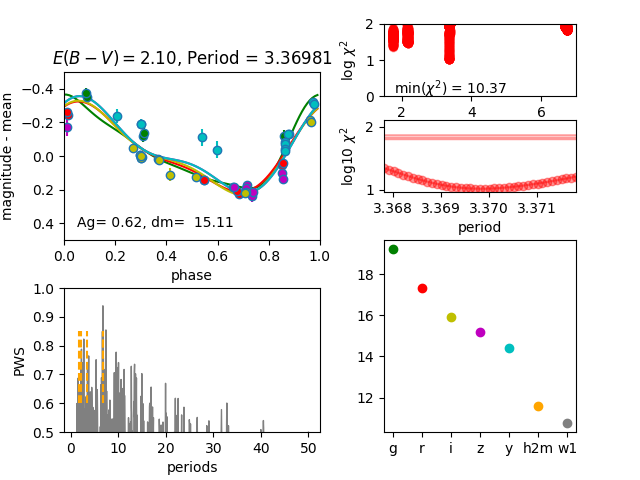 E(B − V) = 2.10, Period = 3.36981
magnitude - mean
−0.4
−0.2
0.0
0.2
0.4
Ag= 0.62, dm=  15.11
0.0 0.2 0.4 0.6 0.8 1.0
phase
log χ²
2
1
0
min(χ²) = 10.37
2 4 6
log10 χ²
2
1
3.368 3.369 3.370 3.371
period
PWS
1.0
0.9
0.8
0.7
0.6
0.5
0 10 20 30 40 50
periods
18
16
14
12
g r i z y h2m w1